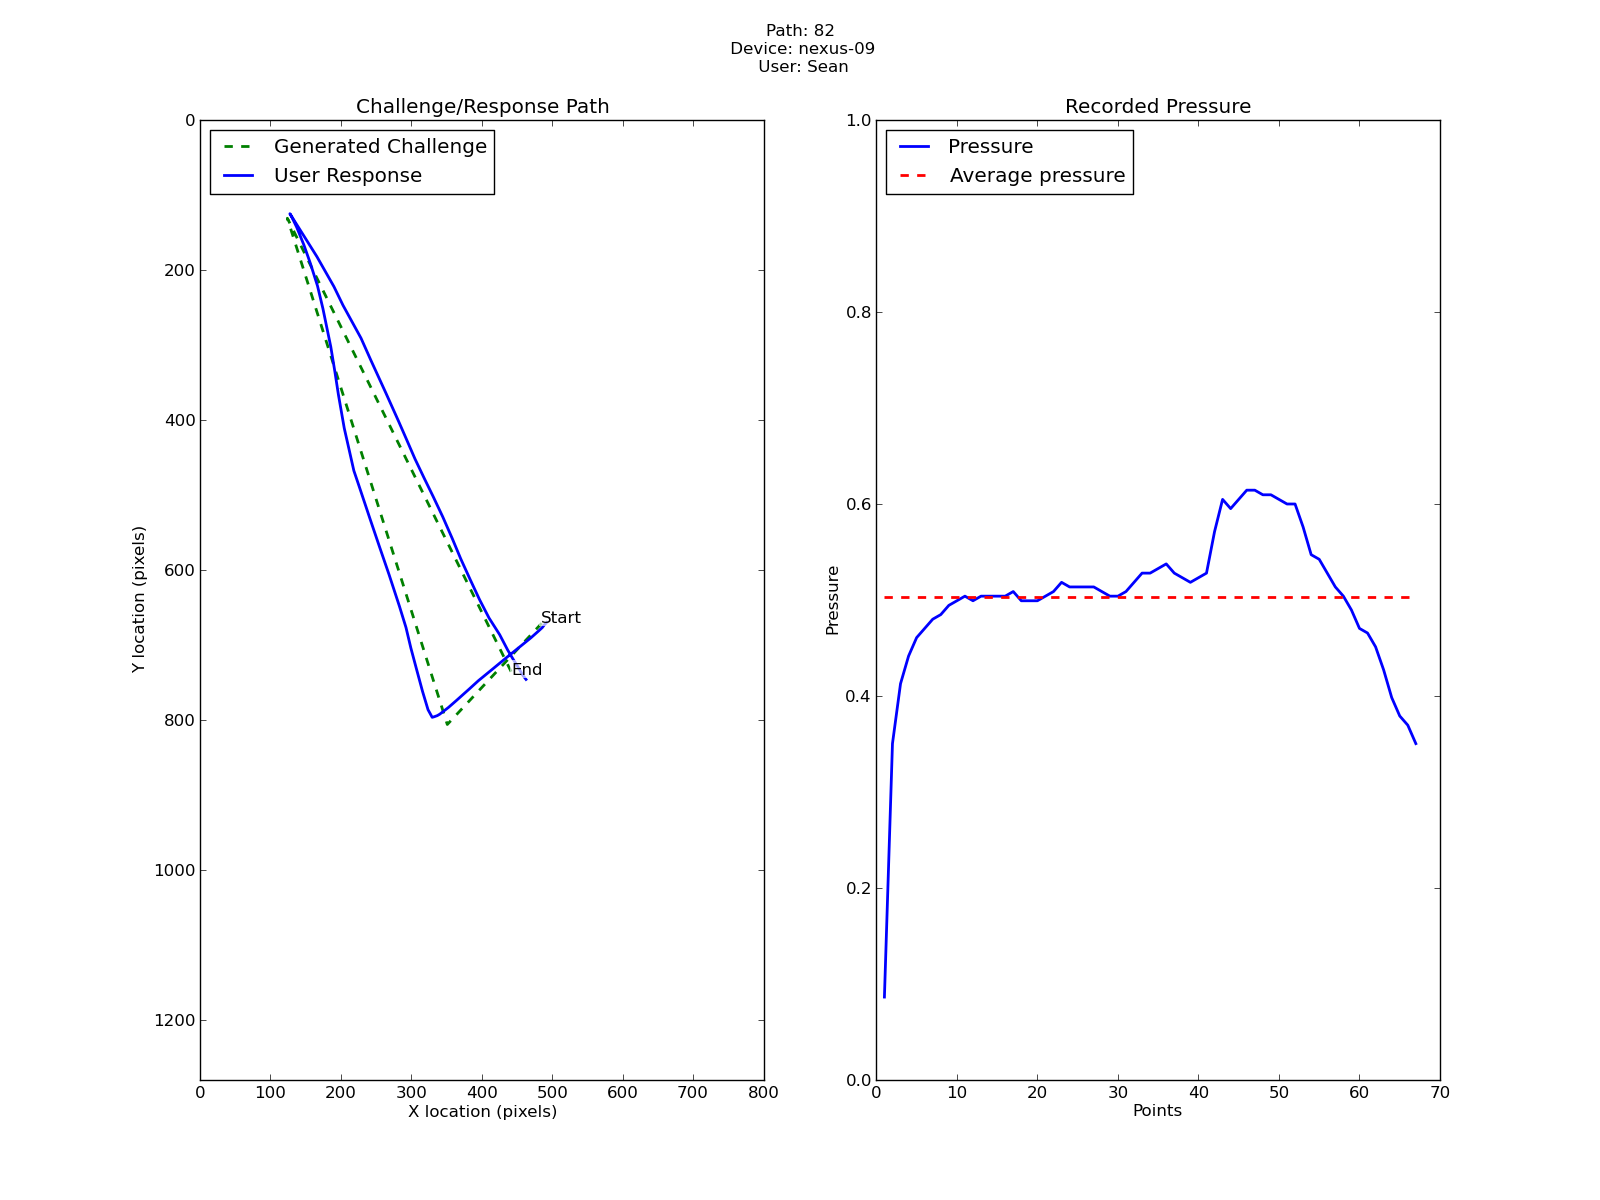 Path: 82
Device: nexus-09
User: Sean
Challenge/Response Path
Generated Challenge
User Response
0
200
400
600
800
1000
1200
Y location (pixels)
Start
End
0 100 200 300 400 500 600 700 800
X location (pixels)
Recorded Pressure
Pressure
Average pressure
1.0
0.8
0.6
0.4
0.2
0.0
Pressure
0 10 20 30 40 50 60 70
Points